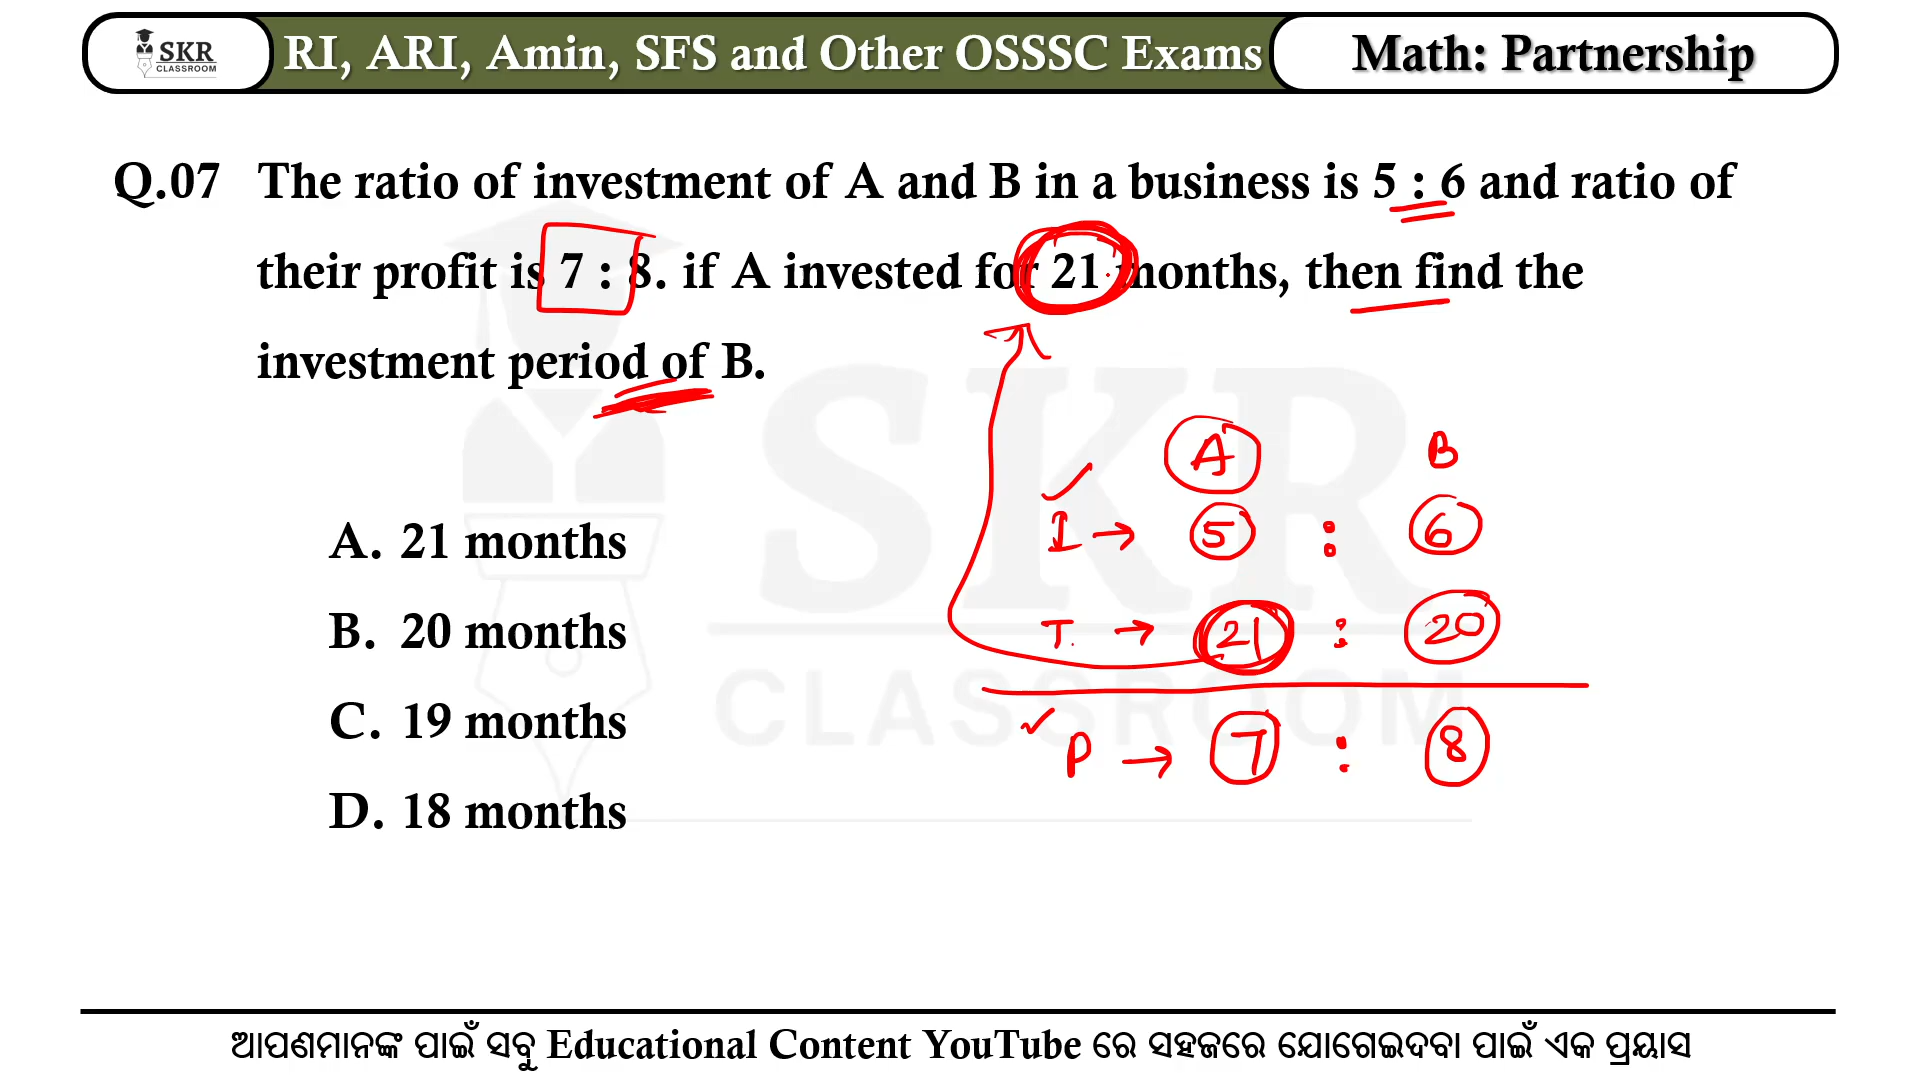 SKR
CLASSROOM
RI, ARI, Amin, SFS and Other OSSSC Exams
Math: Partnership
Q.07 The ratio of investment of A and B in a business is 5 : 6 and ratio of
their profit is 7 : 8. if A invested for 21 months, then find the
investment period of B.
A. 21 months
B. 20 months
C. 19 months
D. 18 months
A B
I → 5 : 6
T. → 21 : 20
P → 7 : 8
SKR
CLASSROOM
ଆପଣମାନଙ୍କ ପାଇଁ ସବୁ Educational Content YouTube ରେ ସହଜରେ ଯୋଗେଇଦବା ପାଇଁ ଏକ ପ୍ରୟାସ